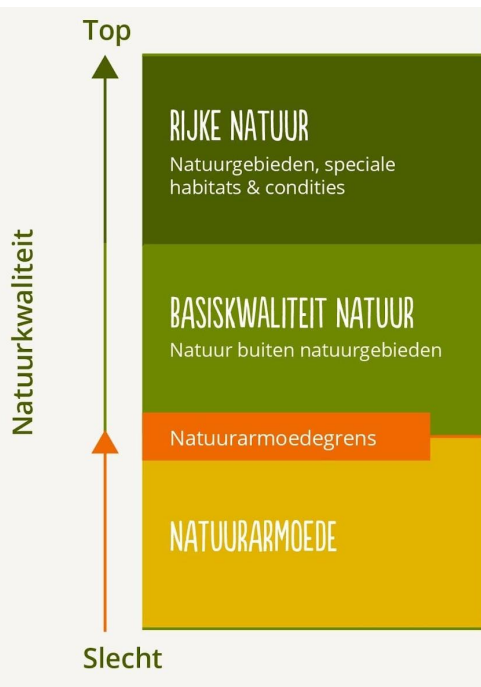 Top
RIJKE NATUUR
Natuurgebieden, speciale
habitats & condities
Natuurkwaliteit
BASISKWALITEIT NATUUR
Natuur buiten natuurgebieden
Natuurarmoedegrens
NATUURARMOEDE
Slecht